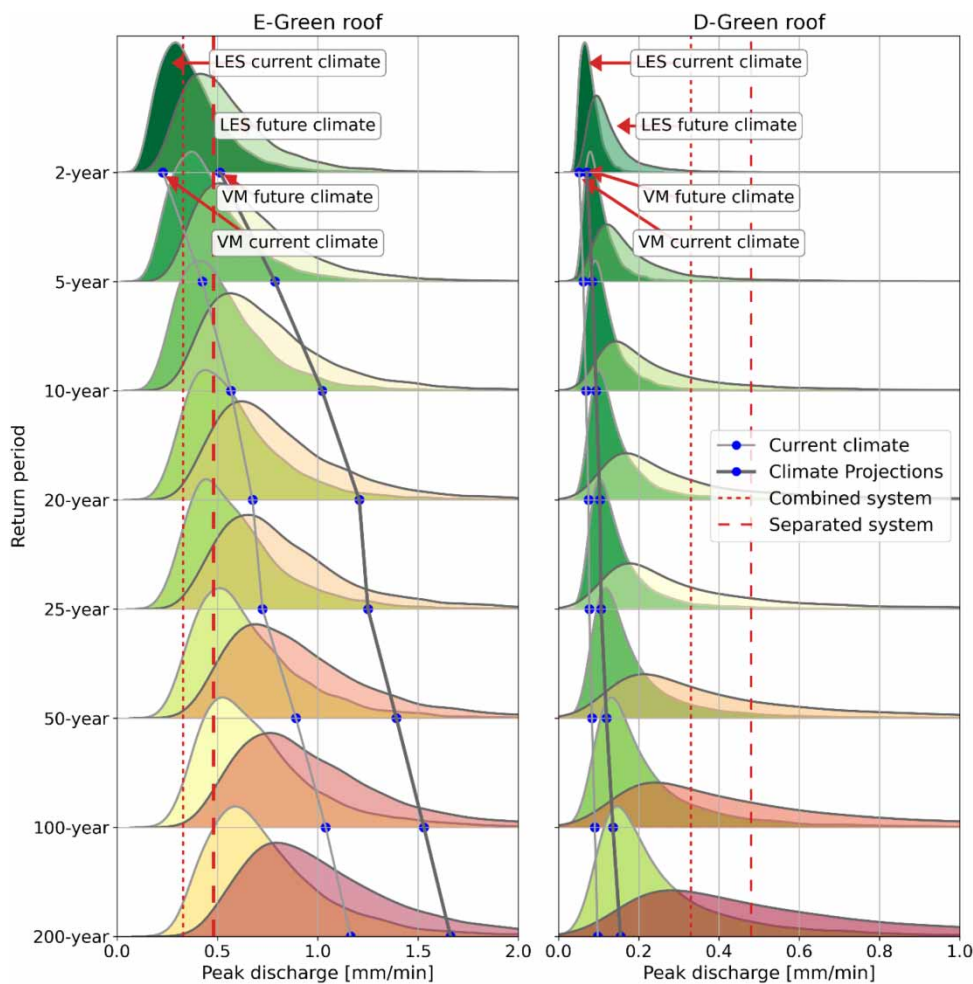 E-Green roof
D-Green roof
LES current climate
LES future climate
VM future climate
VM current climate
LES current climate
LES future climate
VM future climate
VM current climate
Return period
2-year
5-year
10-year
20-year
25-year
50-year
100-year
200-year
Current climate
Climate Projections
Combined system
Separated system
0.0 0.5 1.0 1.5 2.0
Peak discharge [mm/min]
0.0 0.2 0.4 0.6 0.8 1.0
Peak discharge [mm/min]